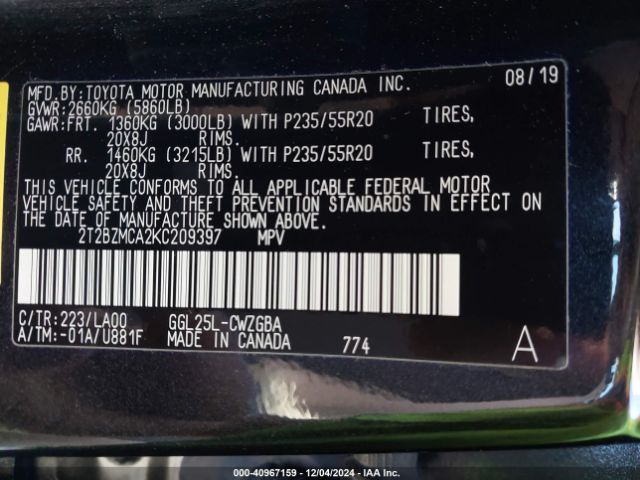 MFD. BY: TOYOTA MOTOR MANUFACTURING CANADA INC. 08/19
GVWR: 2660KG (5860LB)
GAWR: FRT. 1360KG (3000LB) WITH P235/55R20 TIRES,
20X8J RIMS.
RR. 1460KG (3215LB) WITH P235/55R20 TIRES,
20X8J RIMS.
THIS VEHICLE CONFORMS TO ALL APPLICABLE FEDERAL MOTOR
VEHICLE SAFETY AND THEFT PREVENTION STANDARDS IN EFFECT ON
THE DATE OF MANUFACTURE SHOWN ABOVE.
2T2BZMCA2KC209397 MPV
C/TR: 223/LA00 GGL25L-CWZGBA
A/TM: -01A/U881F MADE IN CANADA 774 A
000-40967159 - 12/04/2024 - IAA Inc.